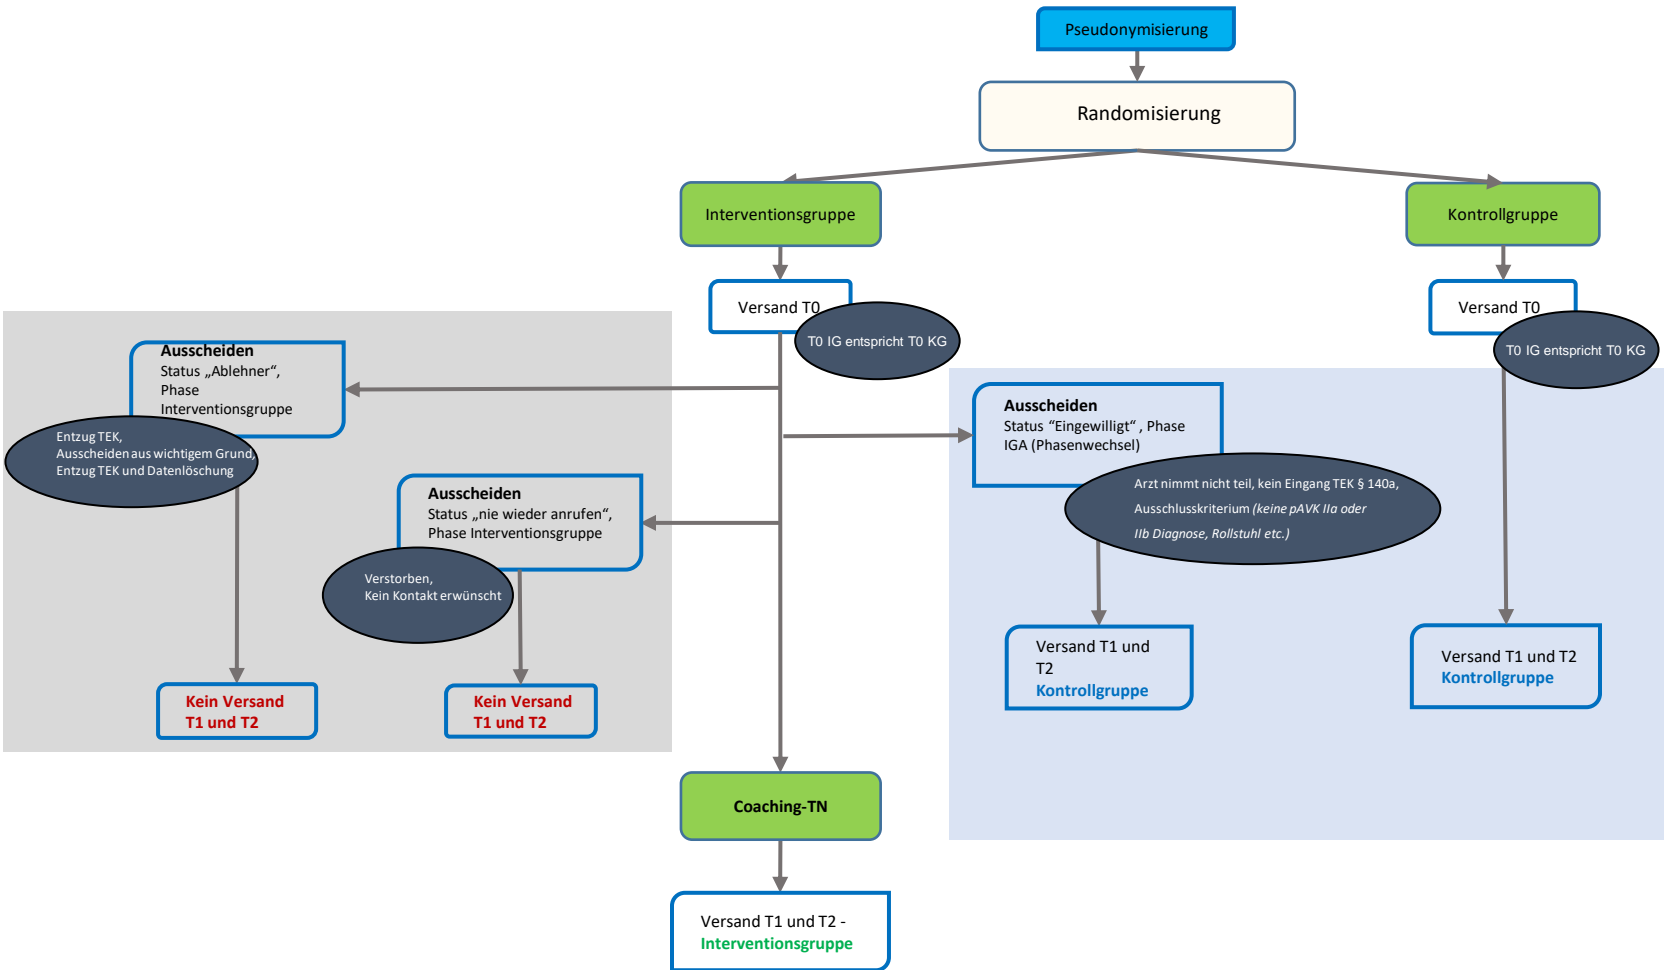 Pseudonymisierung
Randomisierung
Interventionsgruppe
Kontrollgruppe
Versand T0
T0 IG entspricht T0 KG
Versand T0
T0 IG entspricht T0 KG
Ausscheiden
Status „Ablehner“,
Phase
Interventionsgruppe
Entzug TEK,
Ausscheiden aus wichtigem Grund,
Entzug TEK und Datenlöschung
Ausscheiden
Status “Eingewilligt“ , Phase
IGA (Phasenwechsel)
Arzt nimmt nicht teil, kein Eingang TEK § 140a,
Ausschlusskriterium (keine pAVK IIa oder
IIb Diagnose, Rollstuhl etc.)
Ausscheiden
Status „nie wieder anrufen“,
Phase Interventionsgruppe
Verstorben,
Kein Kontakt erwünscht
Versand T1 und
T2
Kontrollgruppe
Versand T1 und T2
Kontrollgruppe
Kein Versand
T1 und T2
Kein Versand
T1 und T2
Coaching-TN
Versand T1 und T2 -
Interventionsgruppe